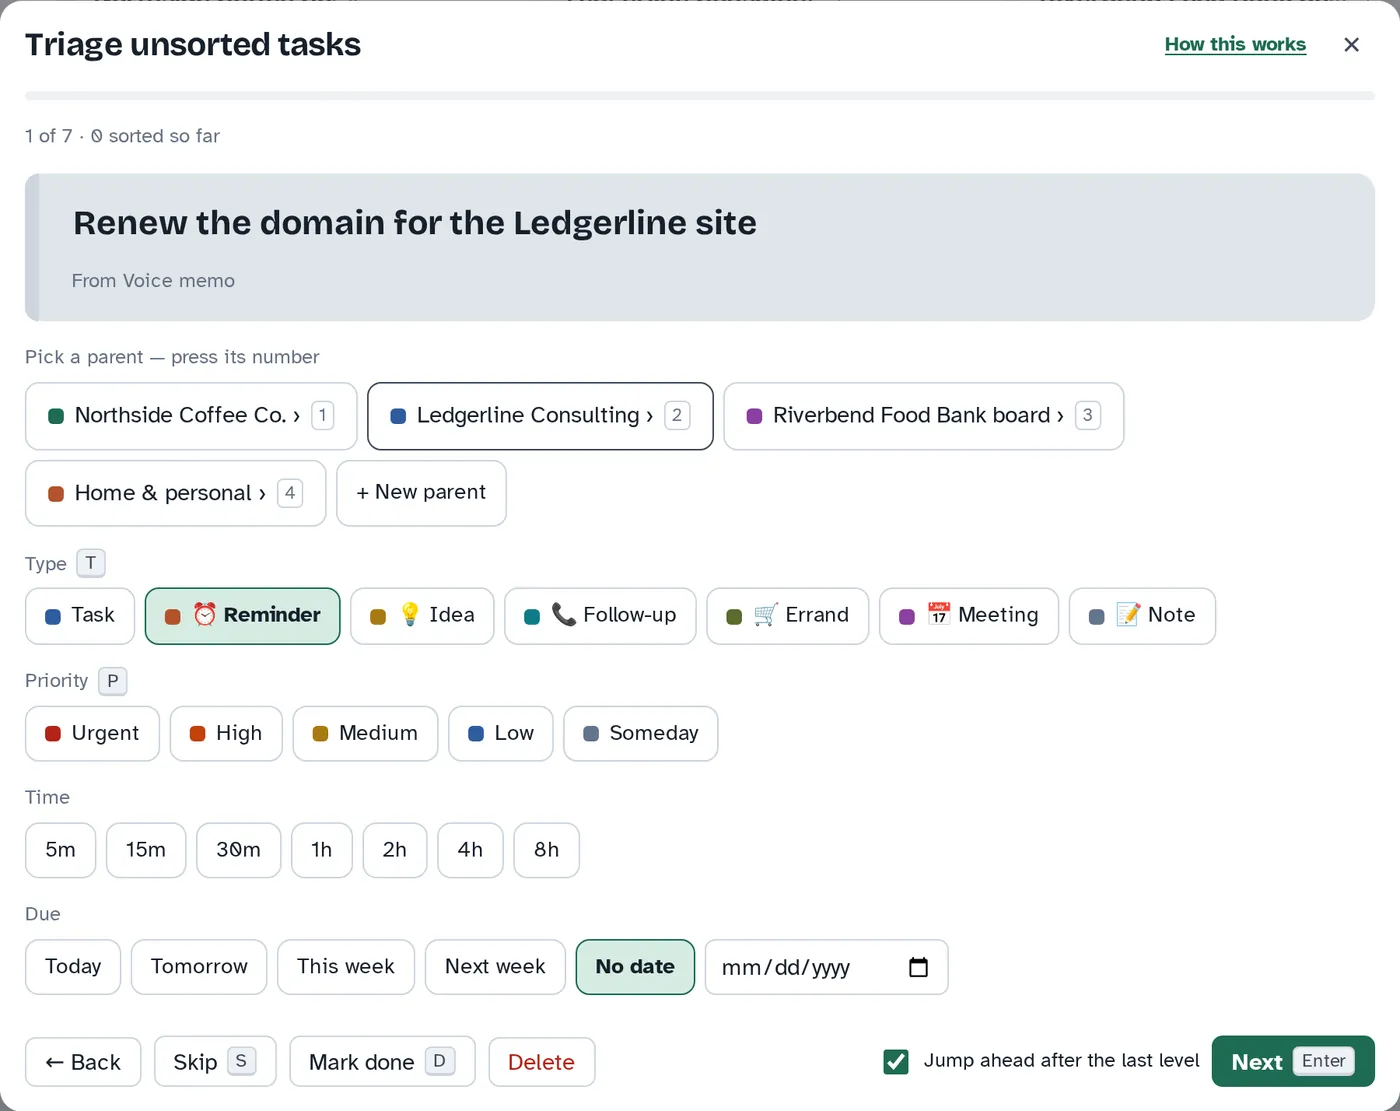 Triage unsorted tasks
How this works ✕
1 of 7 · 0 sorted so far
Renew the domain for the Ledgerline site
From Voice memo
Pick a parent — press its number
Northside Coffee Co. › 1 Ledgerline Consulting › 2 Riverbend Food Bank board › 3
Home & personal › 4 + New parent
Type T
Task ⏰ Reminder 💡 Idea 📞 Follow-up 🛒 Errand 📅 Meeting 📝 Note
Priority P
Urgent High Medium Low Someday
Time
5m 15m 30m 1h 2h 4h 8h
Due
Today Tomorrow This week Next week No date mm/dd/yyyy
← Back Skip S Mark done D Delete Jump ahead after the last level Next Enter